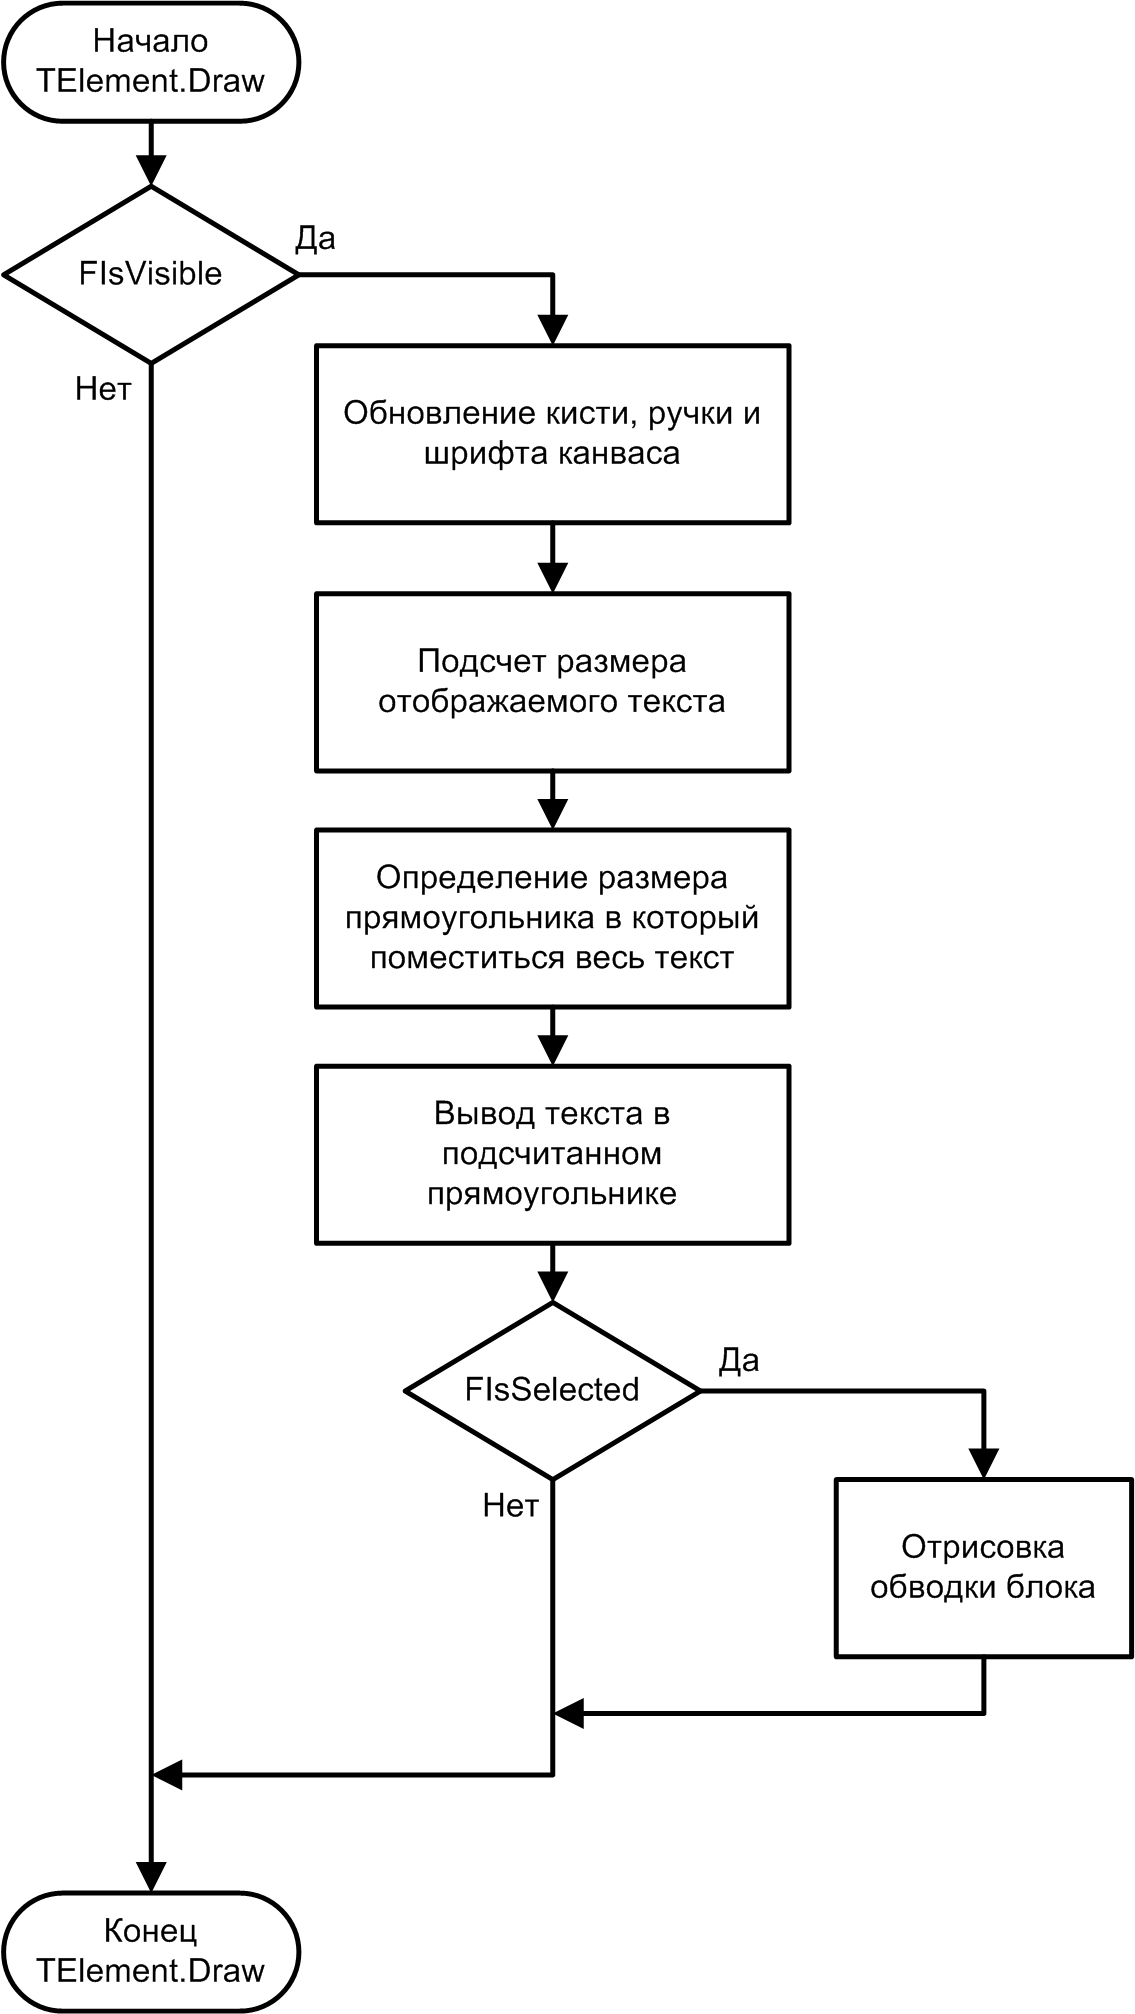 Начало
TElement.Draw
FIsVisible
Да
Нет
Обновление кисти, ручки и
шрифта канваса
Подсчет размера
отображаемого текста
Определение размера
прямоугольника в который
поместиться весь текст
Вывод текста в
подсчитанном
прямоугольнике
FIsSelected
Да
Нет
Отрисовка
обводки блока
Конец
TElement.Draw